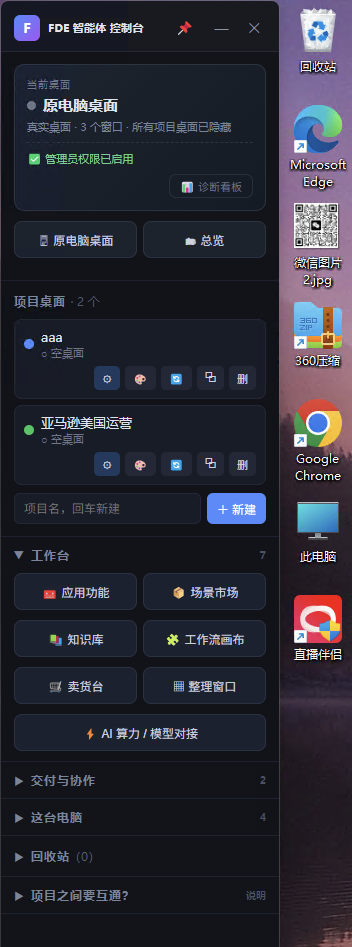 F FDE 智能体 控制台
当前桌面
原电脑桌面
真实桌面 · 3 个窗口 · 所有项目桌面已隐藏
管理员权限已启用
诊断看板
原电脑桌面
总览
项目桌面 · 2 个
aaa
空桌面
删
亚马逊美国运营
空桌面
删
项目名，回车新建
＋ 新建
工作台 7
应用功能
场景市场
知识库
工作流画布
卖货台
整理窗口
AI 算力 / 模型对接
交付与协作 2
这台电脑 4
回收站 (0)
项目之间要互通? 说明
回收站
Microsoft
Edge
微信图片
2.jpg
360压缩
Google
Chrome
此电脑
直播伴侣